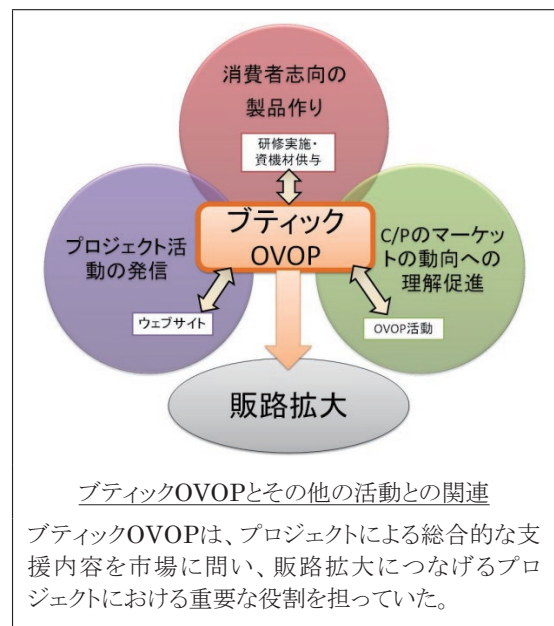 消費者志向の
製品作り
研修実施・
資機材供与
ブティック
OVOP
プロジェクト活
動の発信
ウェブサイト
C/Pのマーケッ
トの動向への
理解促進
OVOP活動
販路拡大
ブティックOVOPとその他の活動との関連
ブティックOVOPは、プロジェクトによる総合的な支
援内容を市場に問い、販路拡大につなげるプロ
ジェクトにおける重要な役割を担っていた。